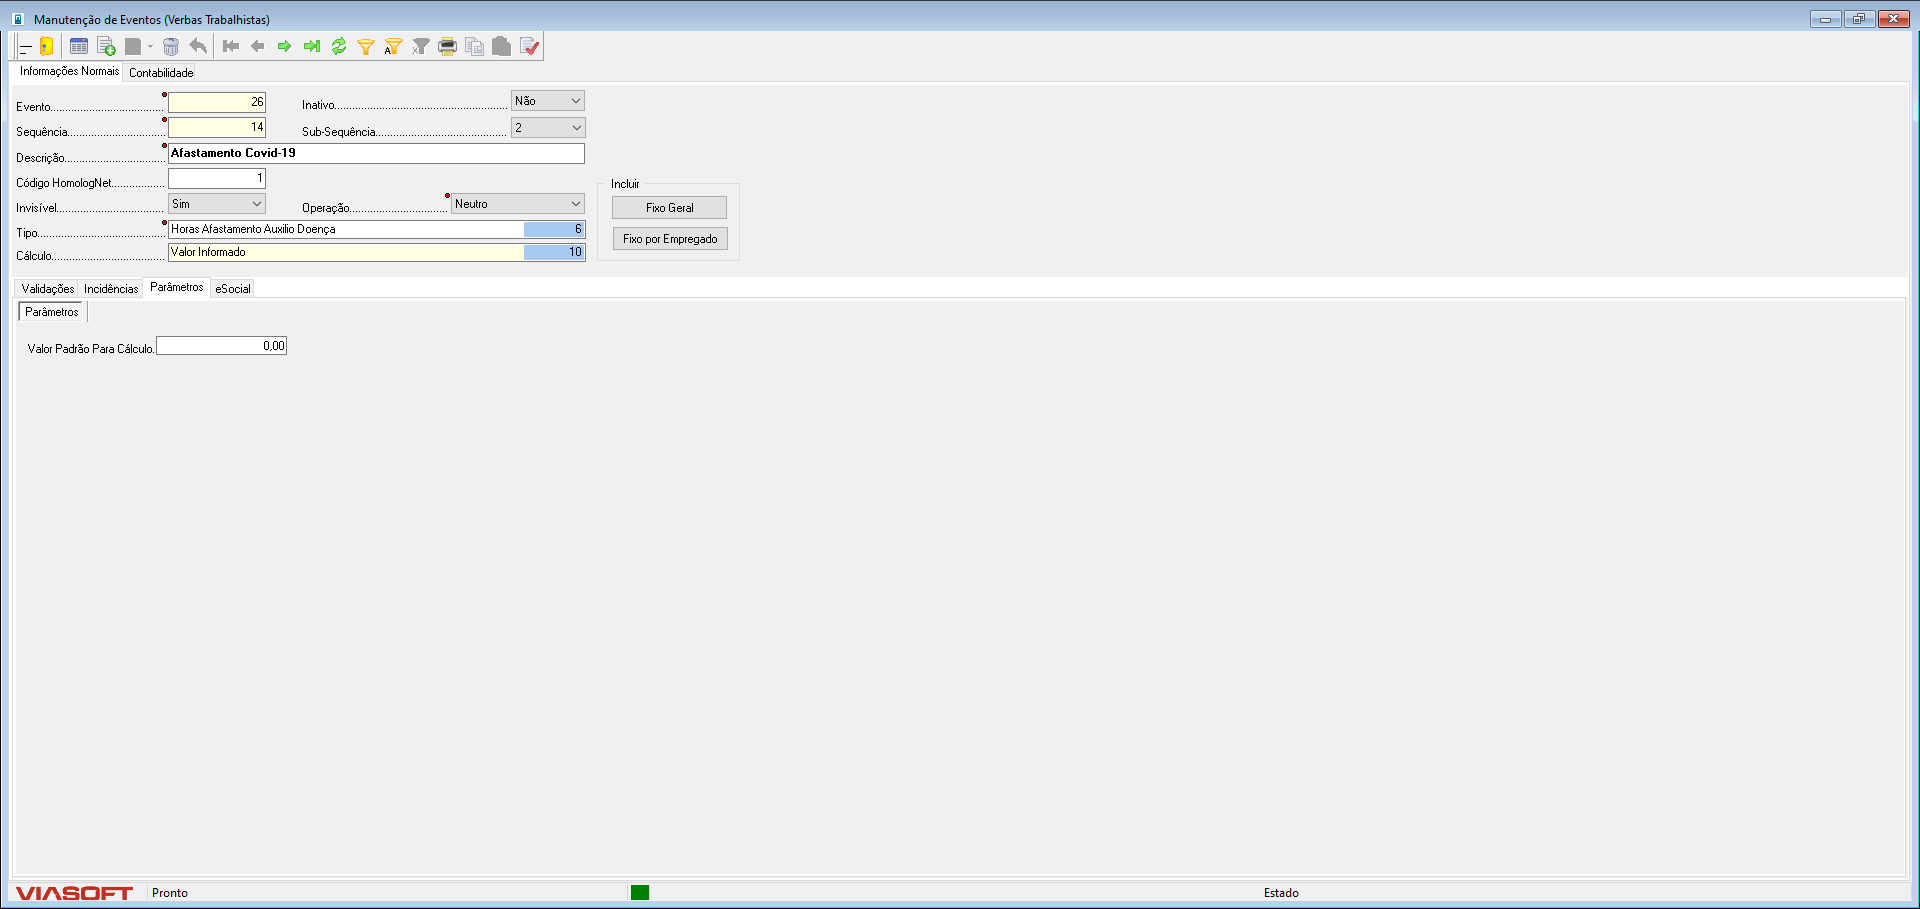 Manutenção de Eventos (Verbas Trabalhistas)
Informações Normais Contabilidade
Evento 26 Inativo Não
Sequência 14 Sub-Sequência 2
Descrição Afastamento Covid-19
Código HomologNet 1
Invisível Sim Operação Neutro
Tipo Horas Afastamento Auxilio Doença 6
Cálculo Valor Informado 10
Incluir
Fixo Geral
Fixo por Empregado
Validações Incidências Parâmetros eSocial
Parâmetros
Valor Padrão Para Cálculo. 0,00
VIASOFT Pronto Estado